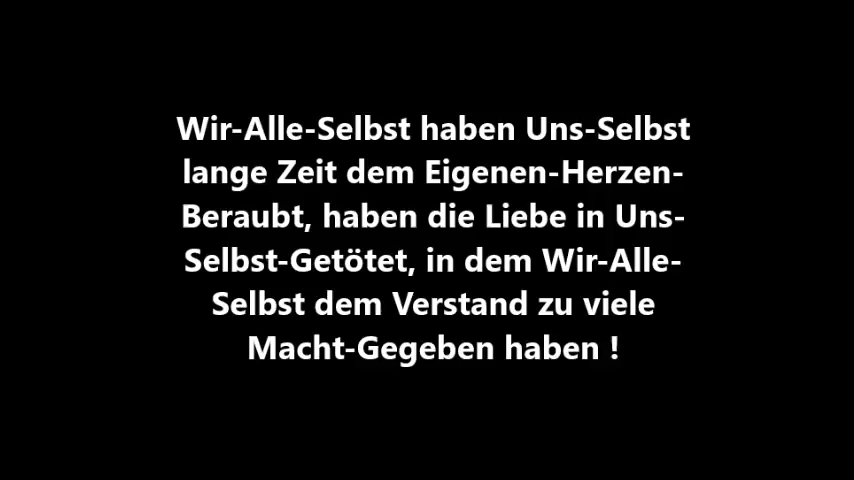 Wir-Alle-Selbst haben Uns-Selbst
lange Zeit dem Eigenen-Herzen-
Beraubt, haben die Liebe in Uns-
Selbst-Getötet, in dem Wir-Alle-
Selbst dem Verstand zu viele
Macht-Gegeben haben !